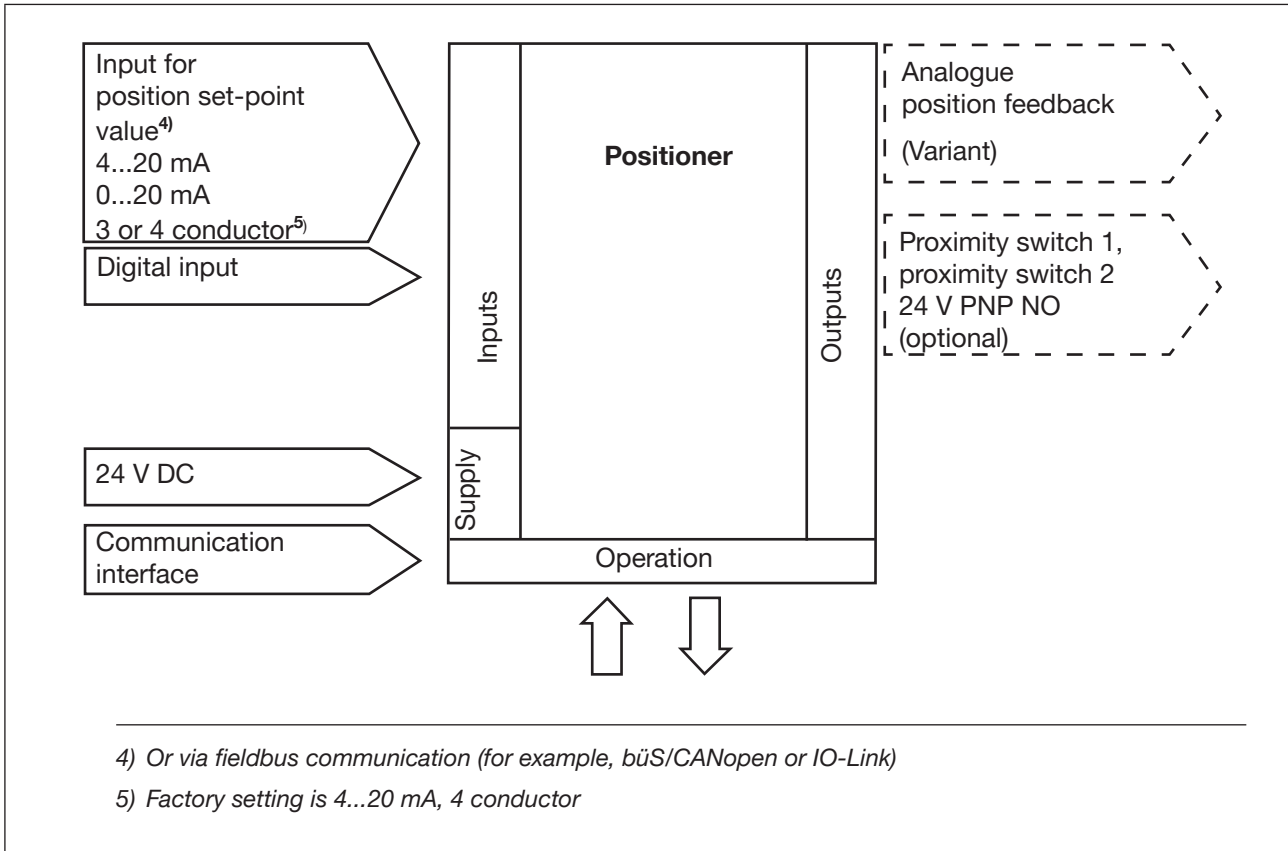 Input for
position set-point
value4)
4...20 mA
0...20 mA
3 or 4 conductor5)
Digital input
24 V DC
Communication
interface
Inputs
Supply
Positioner
Outputs
Operation
Analogue
position feedback
(Variant)
Proximity switch 1,
proximity switch 2
24 V PNP NO
(optional)
4) Or via fieldbus communication (for example, büS/CANopen or IO-Link)
5) Factory setting is 4...20 mA, 4 conductor